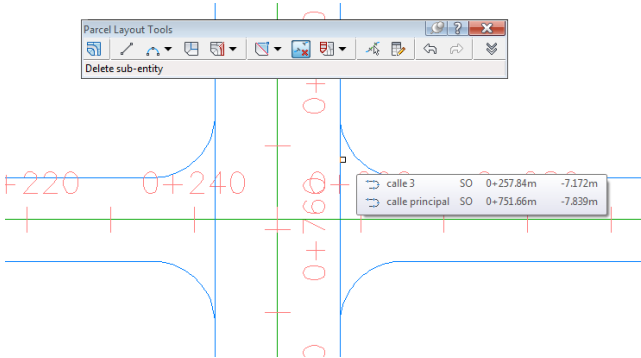 Parcel Layout Tools
Delete sub-entity
0+220
0+240
0+760
calle 3 SO 0+257.84m -7.172m
calle principal SO 0+751.66m -7.839m